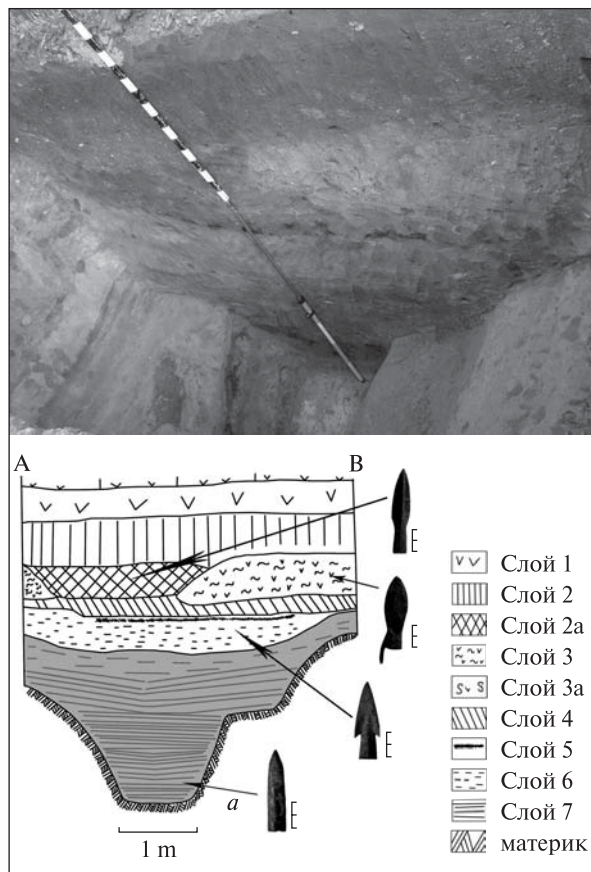 А
В
Слой 1
Слой 2
Слой 2а
Слой 3
Слой 3а
Слой 4
Слой 5
Слой 6
Слой 7
материк
а
1 m